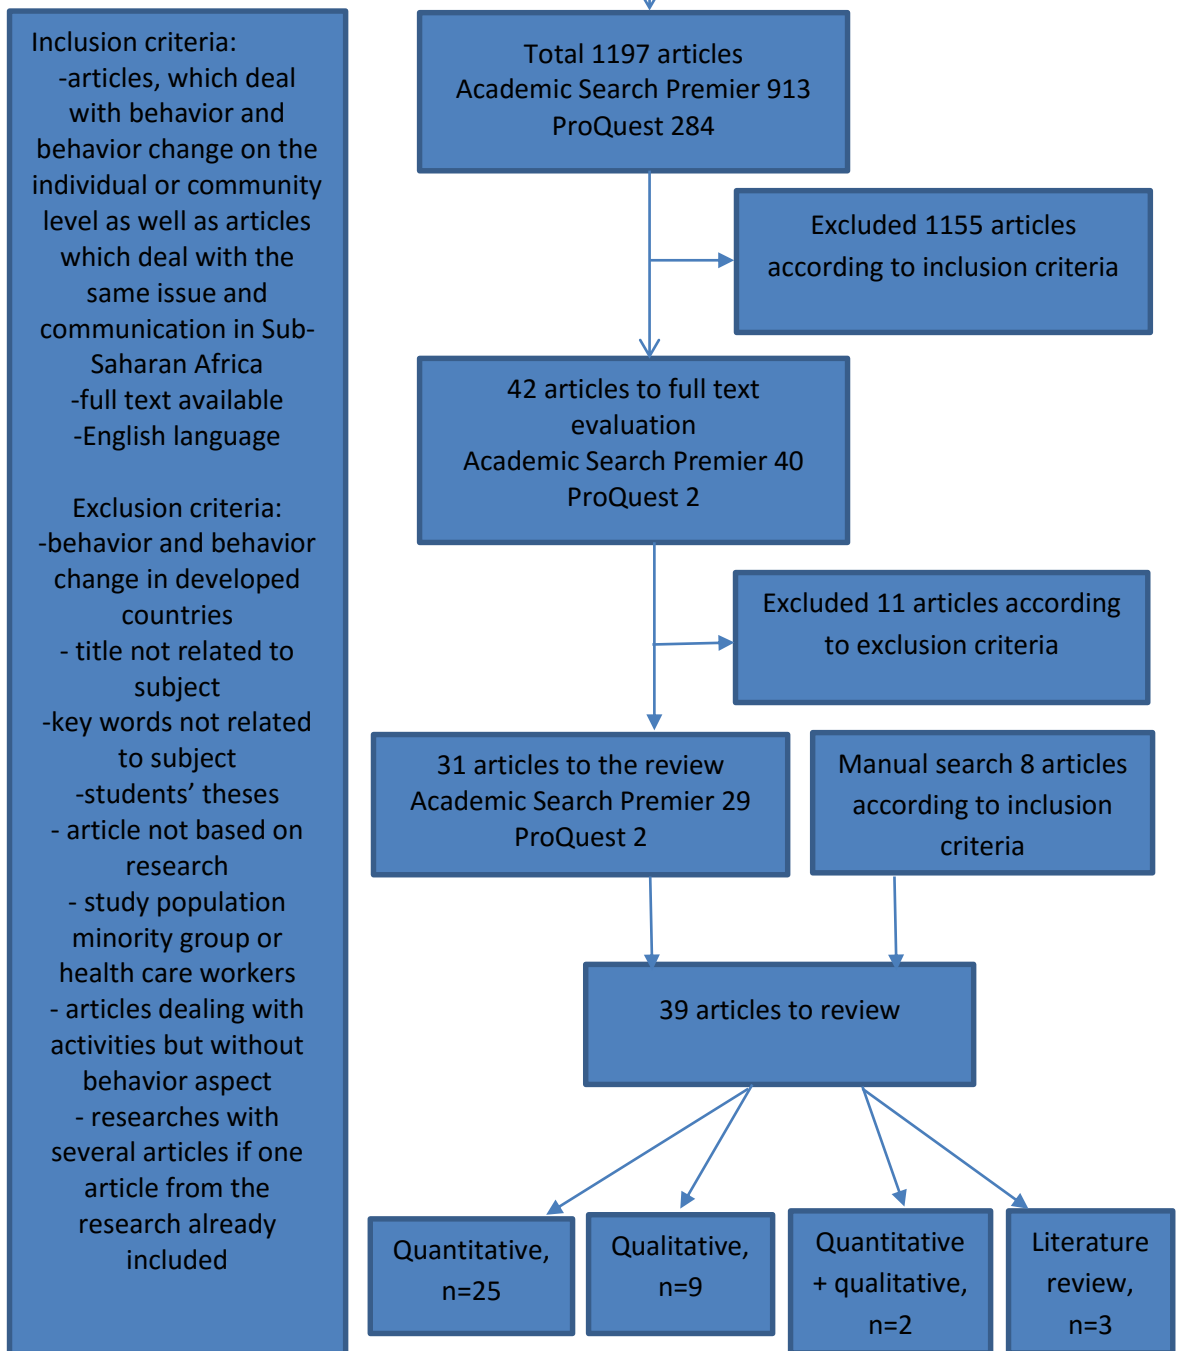 Inclusion criteria:
-articles, which deal
with behavior and
behavior change on the
individual or community
level as well as articles
which deal with the
same issue and
communication in Sub-
Saharan Africa
-full text available
-English language
Exclusion criteria:
-behavior and behavior
change in developed
countries
- title not related to
subject
-key words not related
to subject
-students’ theses
- article not based on
research
- study population
minority group or
health care workers
- articles dealing with
activities but without
behavior aspect
- researches with
several articles if one
article from the
research already
included
Total 1197 articles
Academic Search Premier 913
ProQuest 284
Excluded 1155 articles
according to inclusion criteria
42 articles to full text
evaluation
Academic Search Premier 40
ProQuest 2
Excluded 11 articles according
to exclusion criteria
31 articles to the review
Academic Search Premier 29
ProQuest 2
Manual search 8 articles
according to inclusion
criteria
39 articles to review
Quantitative,
n=25
Qualitative,
n=9
Quantitative
+ qualitative,
n=2
Literature
review,
n=3